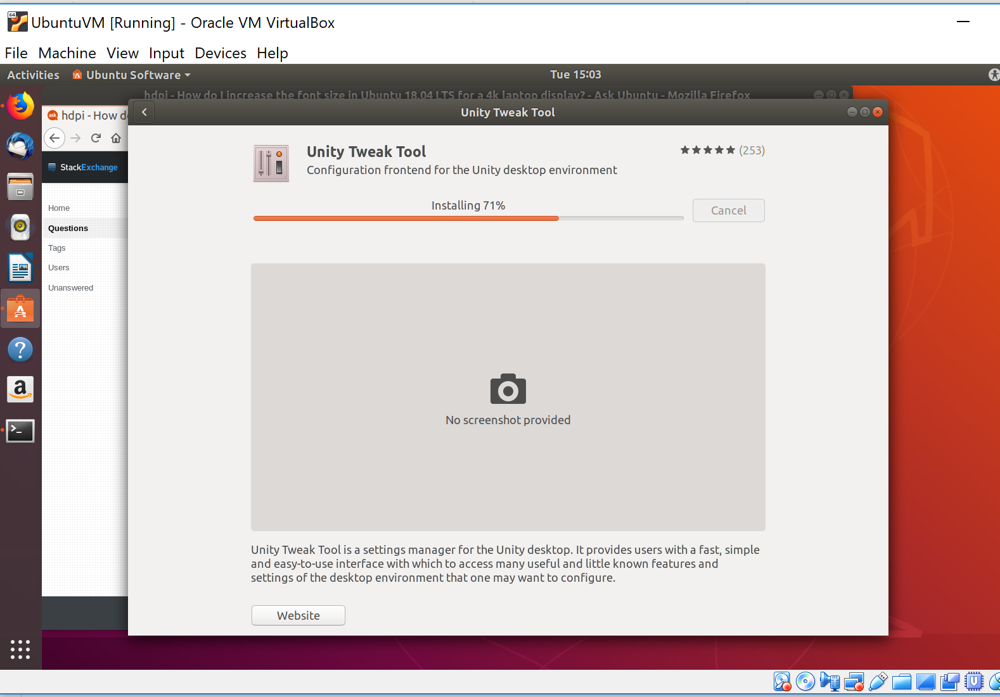 UbuntuVM [Running] - Oracle VM VirtualBox
File Machine View Input Devices Help
Activities Ubuntu Software Tue 15:03
hdpi - How do I increase the font size in Ubuntu 18.04 LTS for a 4k laptop display? - Ask Ubuntu - Mozilla Firefox
ask hdpi - How do
Unity Tweak Tool
StackExchange
Home
Questions
Tags
Users
Unanswered
Unity Tweak Tool
(253)
Configuration frontend for the Unity desktop environment
Installing 71%
Cancel
No screenshot provided
Unity Tweak Tool is a settings manager for the Unity desktop. It provides users with a fast, simple
and easy-to-use interface with which to access many useful and little known features and
settings of the desktop environment that one may want to configure.
Website